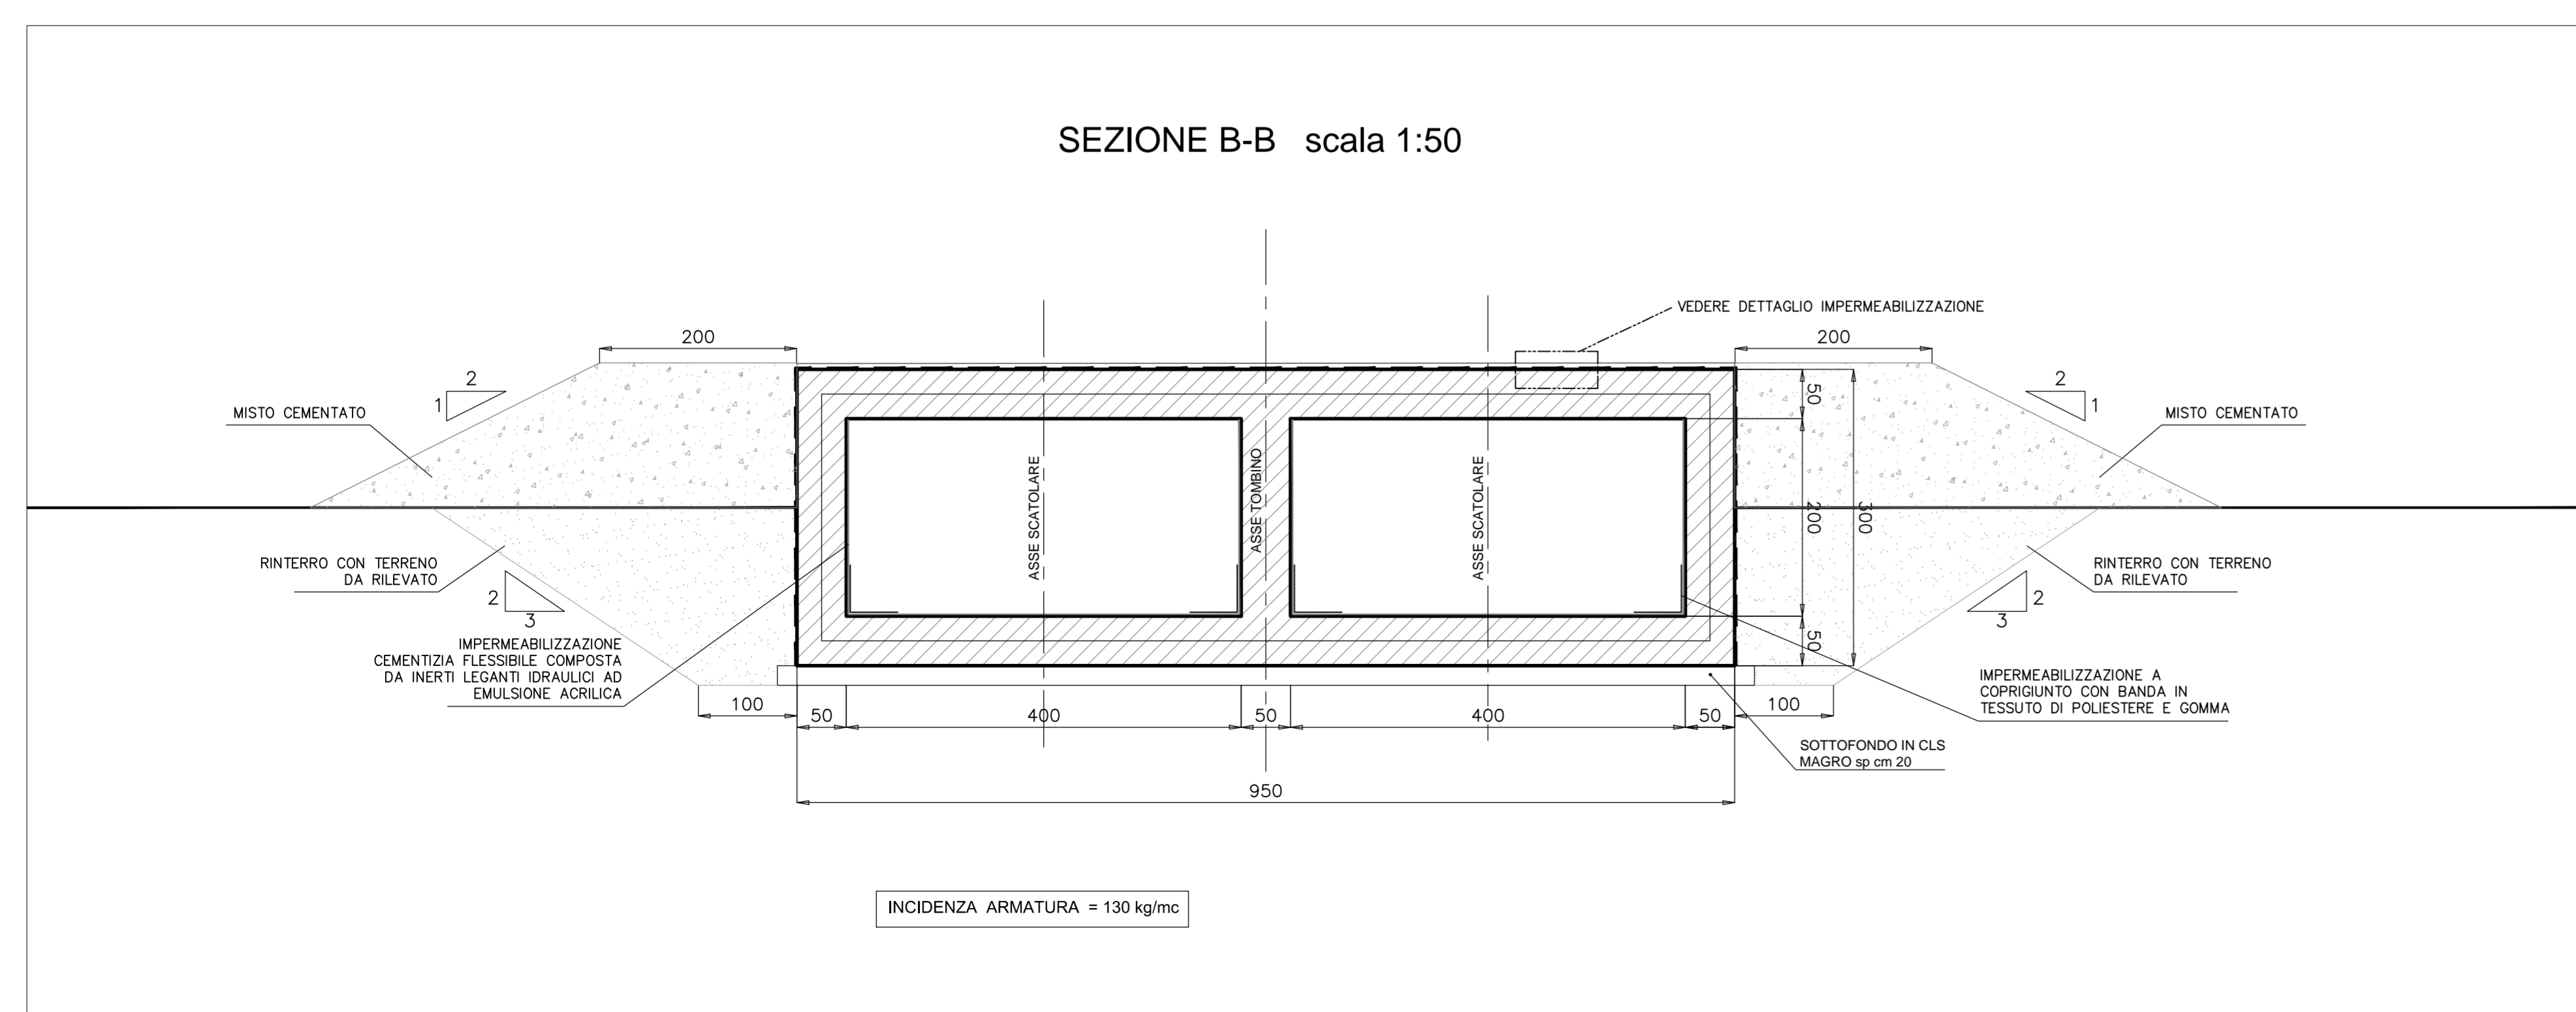 SEZIONE B-B scala 1:50
VEDERE DETTAGLIO IMPERMEABILIZZAZIONE
200
200
2
1
2
1
MISTO CEMENTATO
MISTO CEMENTATO
50
200
50
300
ASSE SCATOLARE
ASSE TOMBINO
ASSE SCATOLARE
RINTERRO CON TERRENO
DA RILEVATO
2
3
RINTERRO CON TERRENO
DA RILEVATO
2
3
IMPERMEABILIZZAZIONE
CEMENTIZIA FLESSIBILE COMPOSTA
DA INERTI LEGANTI IDRAULICI AD
EMULSIONE ACRILICA
IMPERMEABILIZZAZIONE A
COPRIGIUNTO CON BANDA IN
TESSUTO DI POLIESTERE E GOMMA
100
50
400
50
400
50
100
SOTTOFONDO IN CLS
MAGRO sp cm 20
950
INCIDENZA ARMATURA = 130 kg/mc